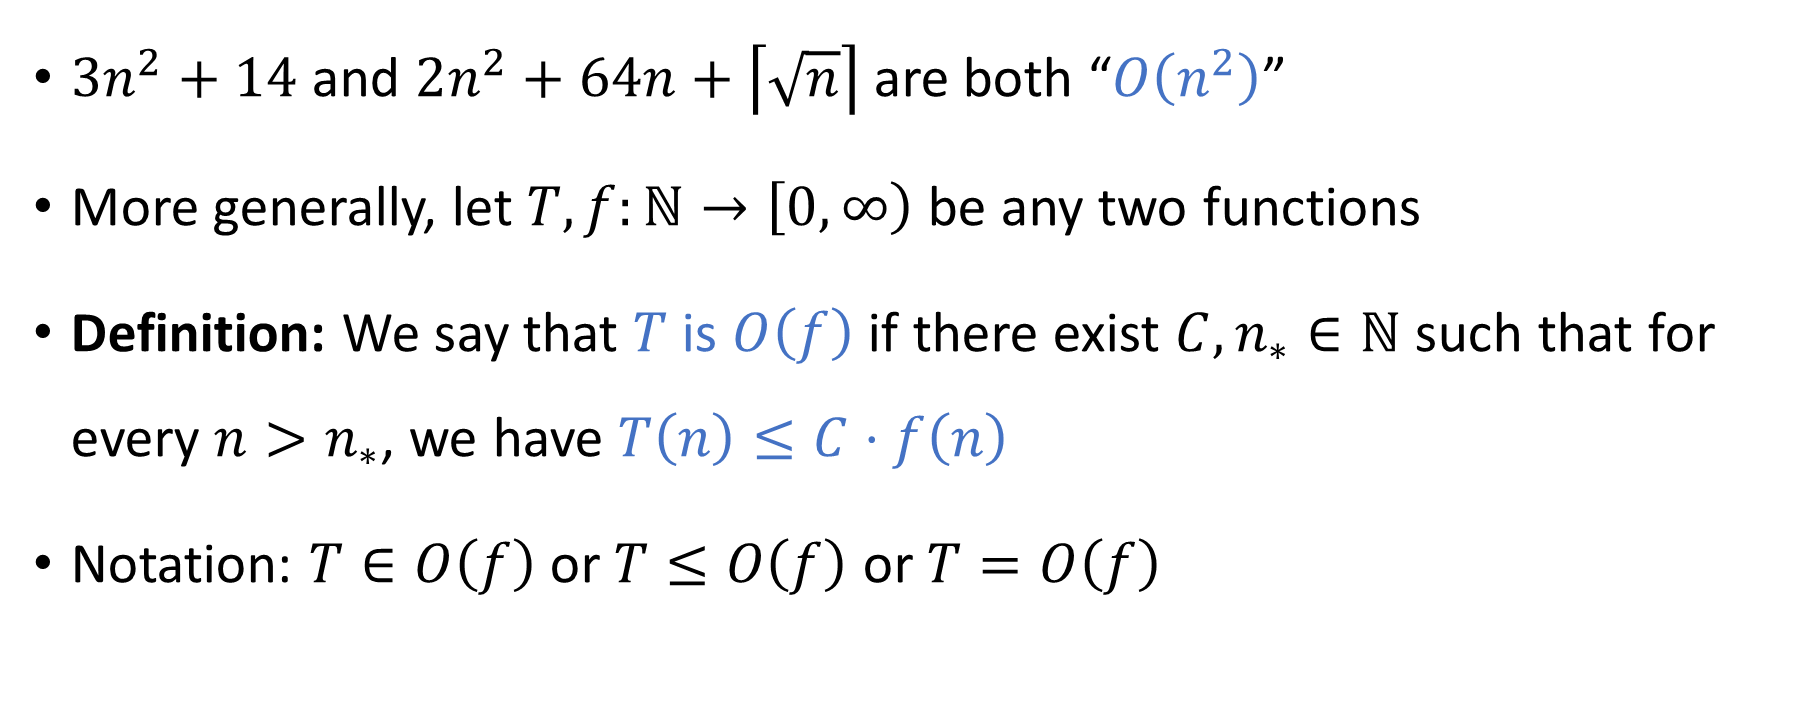 • 3n² + 14 and 2n² + 64n + ⌈√n⌉ are both “O(n²)”
• More generally, let T, f: ℕ → [0, ∞) be any two functions
• Definition: We say that T is O(f) if there exist C, n∗ ∈ ℕ such that for
every n > n∗, we have T(n) ≤ C · f(n)
• Notation: T ∈ O(f) or T ≤ O(f) or T = O(f)